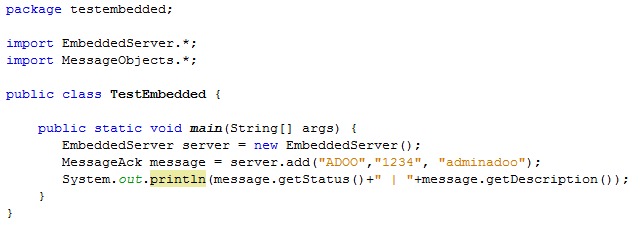 package testembedded;
import EmbeddedServer.*;
import MessageObjects.*;
public class TestEmbedded {
public static void main(String[] args) {
EmbeddedServer server = new EmbeddedServer();
MessageAck message = server.add("ADOO","1234", "adminadoo");
System.out.println(message.getStatus()+" | "+message.getDescription());
}
}